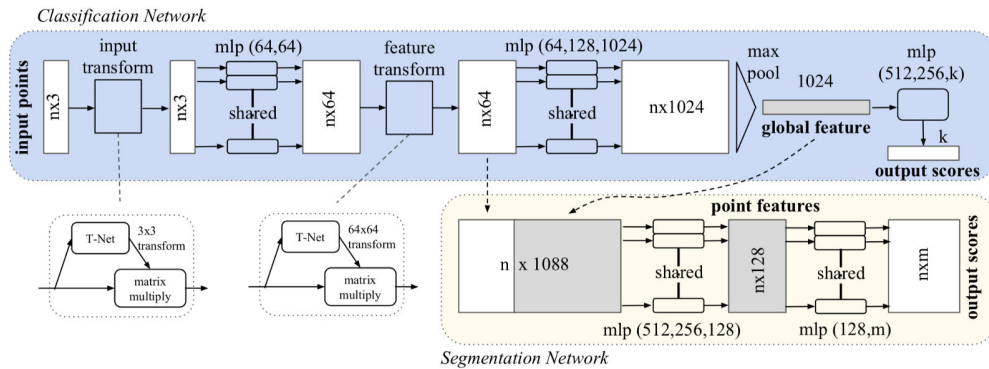 Classification Network
input points
nx3
input
transform
nx3
mlp (64,64)
shared
nx64
feature
transform
nx64
mlp (64,128,1024)
shared
nx1024
max
pool
1024
global feature
mlp
(512,256,k)
k
output scores
T-Net
3x3
transform
matrix
multiply
T-Net
64x64
transform
matrix
multiply
point features
n x 1088
shared
mlp (512,256,128)
nx128
shared
mlp (128,m)
nxm
output scores
Segmentation Network